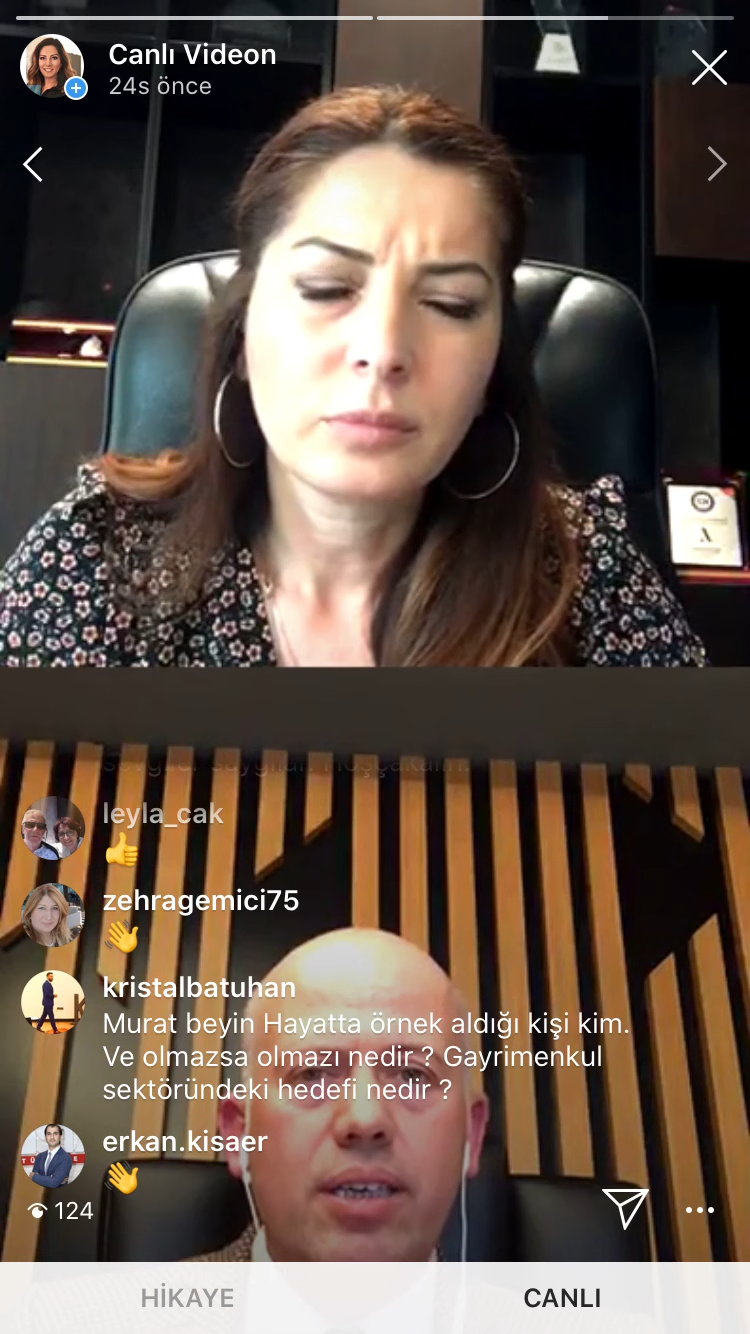 Canlı Videon
24s önce
leyla_cak
👍
zehragemici75
👋
kristalbatuhan
Murat beyin Hayatta örnek aldığı kişi kim.
Ve olmazsa olmazı nedir ? Gayrimenkul
sektöründeki hedefi nedir ?
erkan.kisaer
👋
124
HİKAYE
CANLI